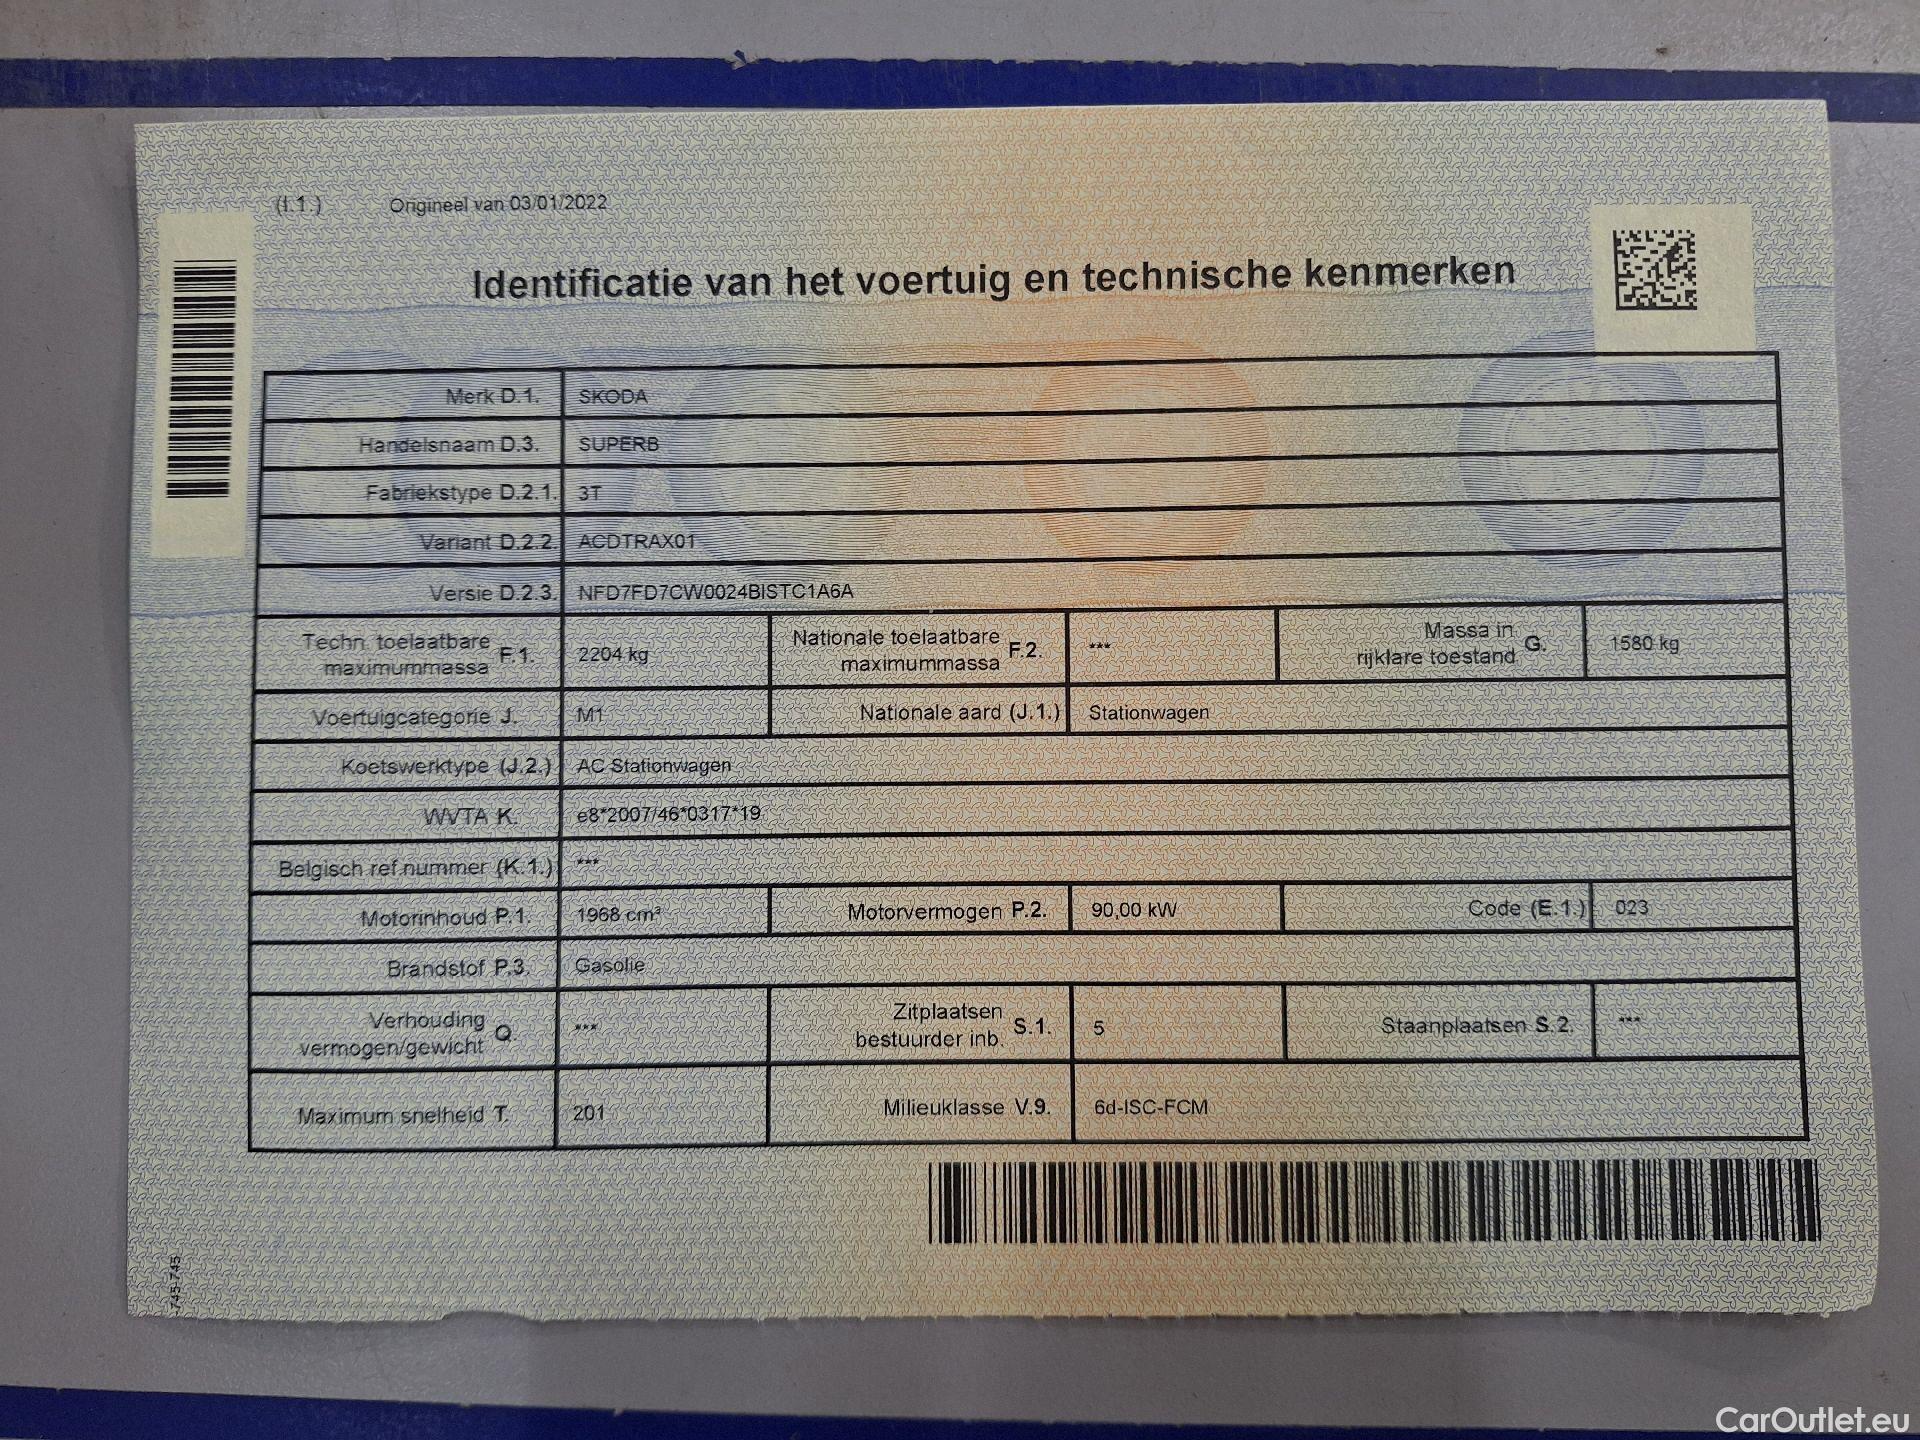 (I.1.) Origineel van 03/01/2022
Identificatie van het voertuig en technische kenmerken
Merk D.1. SKODA
Handelsnaam D.3. SUPERB
Fabriekstype D.2.1. 3T
Variant D.2.2. ACDTRAX01
Versie D.2.3. NFD7FD7CW0024BISTC1A6A
Techn. toelaatbare maximummassa F.1. 2204 kg Nationale toelaatbare maximummassa F.2. *** Massa in rijklare toestand G. 1580 kg
Voertuigcategorie J. M1 Nationale aard (J.1.) Stationwagen
Koetswerktype (J.2.) AC Stationwagen
WVTA K. e8*2007/46*0317*19
Belgisch ref.nummer (K.1.) ***
Motorinhoud P.1. 1968 cm³ Motorvermogen P.2. 90,00 kW Code (E.1.) 023
Brandstof P.3. Gasolie
Verhouding vermogen/gewicht Q. *** Zitplaatsen bestuurder inb. S.1. 5 Staanplaatsen S.2. ***
Maximum snelheid T. 201 Milieuklasse V.9. 6d-ISC-FCM
-745-745
CarOutlet.eu